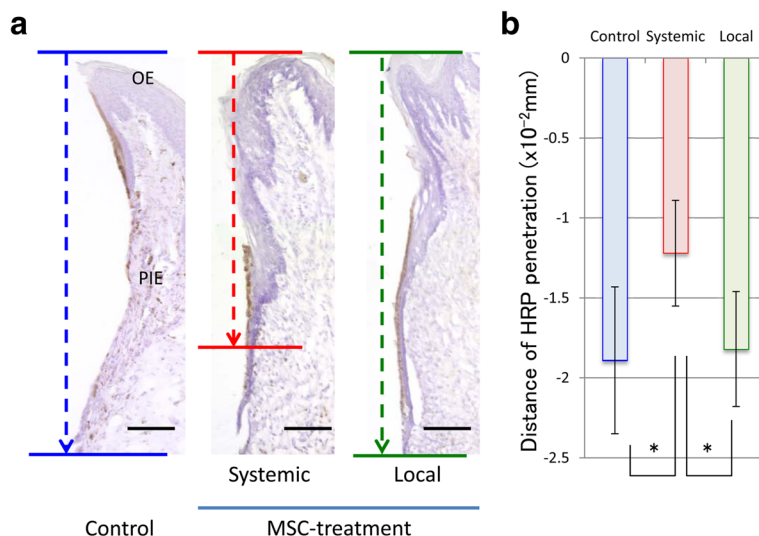 a
OE
PIE
Systemic
Local
Control
MSC-treatment
b
Control Systemic Local
Distance of HRP penetration (x10⁻²mm)
0
-0.5
-1
-1.5
-2
-2.5
* *